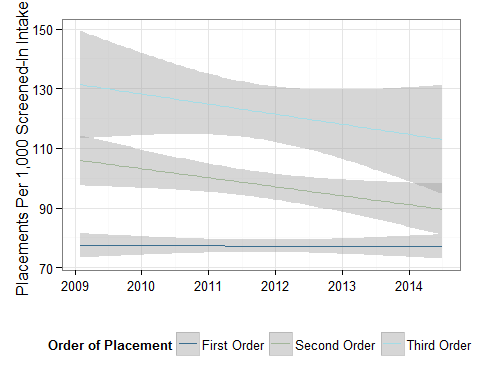 Placements Per 1,000 Screened-In Intake
150
130
110
90
70
2009 2010 2011 2012 2013 2014
Order of Placement First Order Second Order Third Order